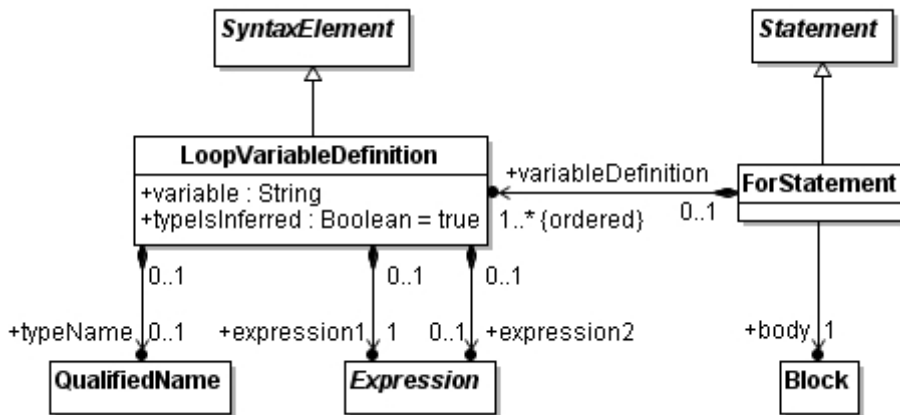 SyntaxElement
Statement
LoopVariableDefinition
+variable : String
+typeIsInferred : Boolean = true
+variableDefinition
1..* {ordered}
0..1
ForStatement
0..1
0..1
0..1
+typeName
0..1
+expression1
1
0..1
+expression2
+body
1
QualifiedName
Expression
Block